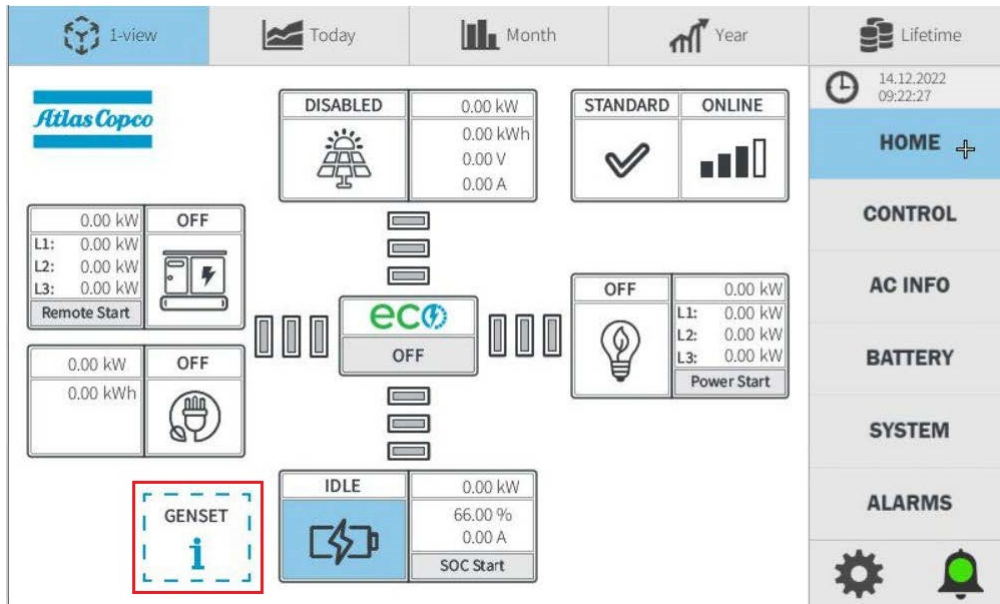 1-view
Today
Month
Year
Lifetime
14.12.2022
09:22:27
HOME
CONTROL
AC INFO
BATTERY
SYSTEM
ALARMS
Atlas Copco
DISABLED
0.00 kW
0.00 kWh
0.00 V
0.00 A
STANDARD ONLINE
0.00 kW OFF
L1: 0.00 kW
L2: 0.00 kW
L3: 0.00 kW
Remote Start
0.00 kW OFF
0.00 kWh
eco
OFF
OFF 0.00 kW
L1: 0.00 kW
L2: 0.00 kW
L3: 0.00 kW
Power Start
GENSET
i
IDLE 0.00 kW
66.00 %
0.00 A
SOC Start